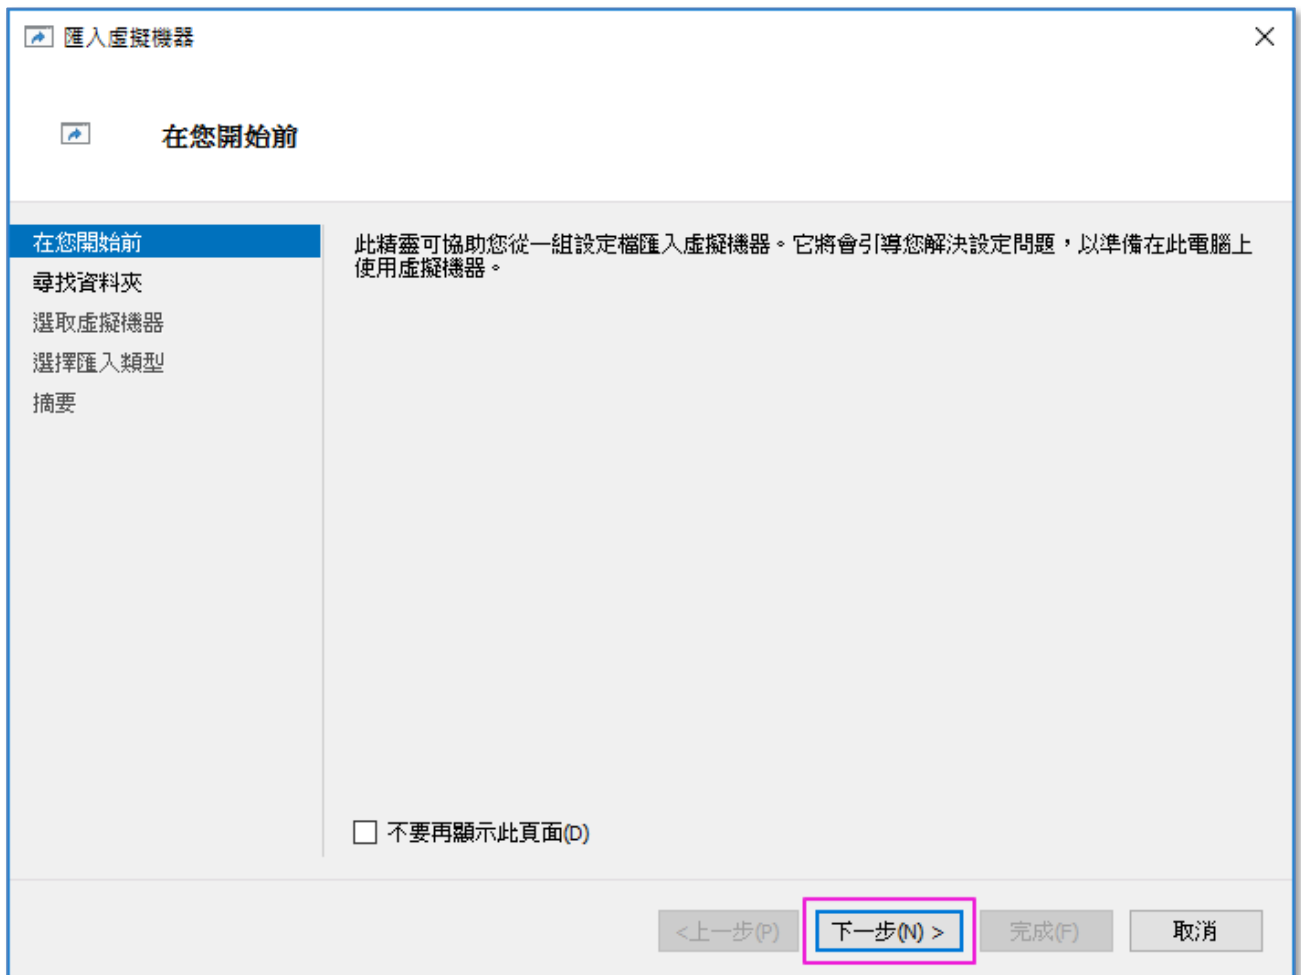 匯入虛擬機器
在您開始前
在您開始前
尋找資料夾
選取虛擬機器
選擇匯入類型
摘要
此精靈可協助您從一組設定檔匯入虛擬機器。它將會引導您解決設定問題，以準備在此電腦上
使用虛擬機器。
不要再顯示此頁面(D)
<上一步(P)
下一步(N) >
完成(F)
取消